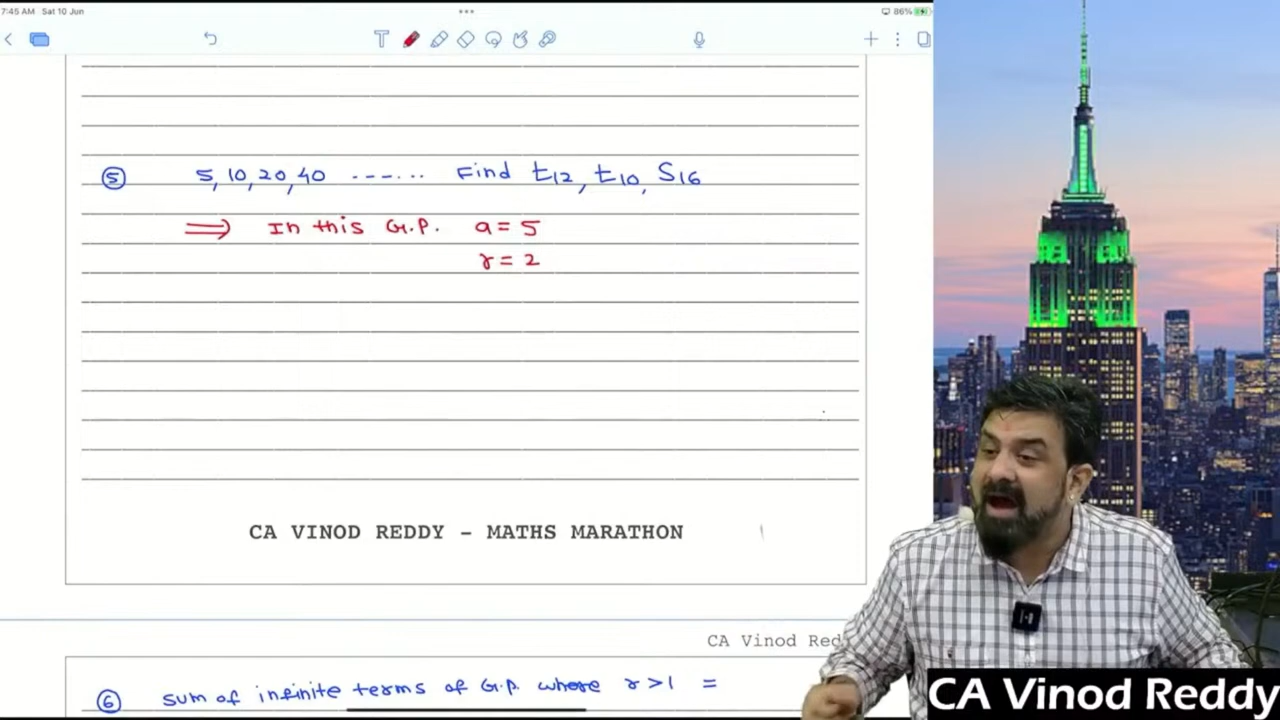 7:45 AM Sat 10 Jun
86%
T
⑤ 5, 10, 20, 40 ------- Find t12, t10, S16
⇒ In this G.P. a = 5
r = 2
CA VINOD REDDY - MATHS MARATHON
CA Vinod Red
⑥ sum of infinite terms of G.P. where r > 1 =
CA Vinod Reddy